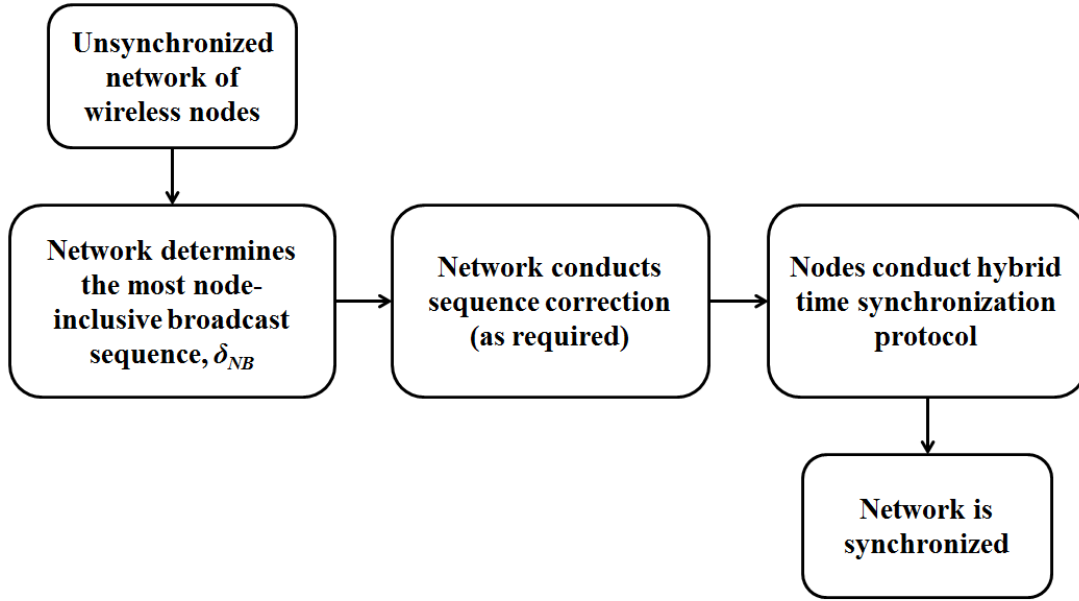 Unsynchronized
network of
wireless nodes
Network determines
the most node-
inclusive broadcast
sequence, δNB
Network conducts
sequence correction
(as required)
Nodes conduct hybrid
time synchronization
protocol
Network is
synchronized